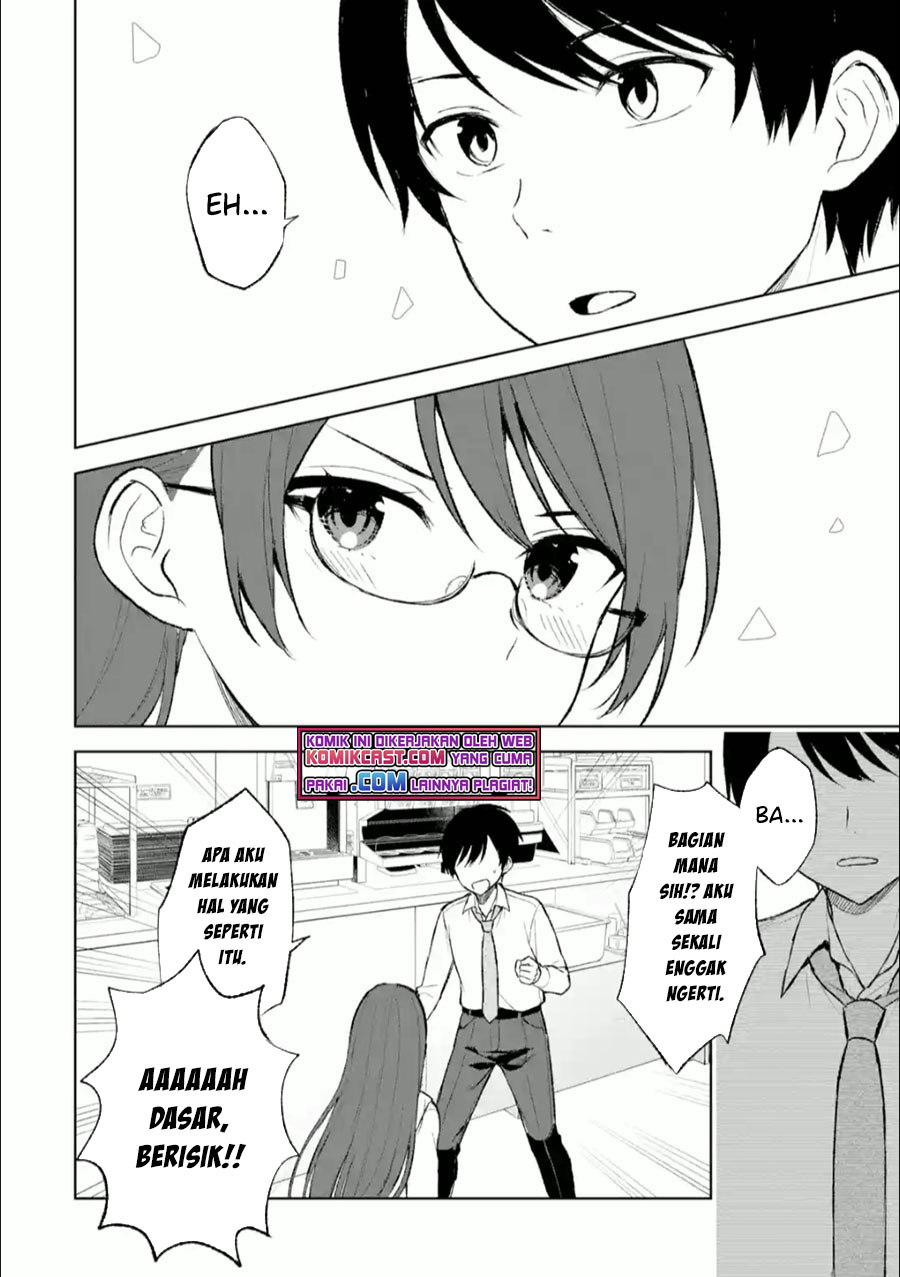 EH...
BA...
BAGIAN
MANA
SIH!? AKU
SAMA
SEKALI
ENGGAK
NGERTI.
APA AKU
MELAKUKAN
HAL YANG
SEPERTI
ITU.
AAAAAAH
DASAR,
BERISIK!!
KOMIK INI DIKERJAKAN OLEH WEB
KOMIKCAST.COM YANG CUMA
PAKAI .COM LAINNYA PLAGIAT!